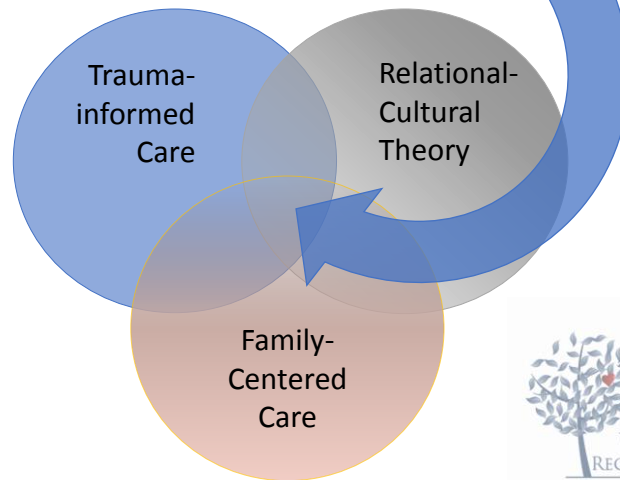 Trauma-
informed
Care
Relational-
Cultural
Theory
Family-
Centered
Care